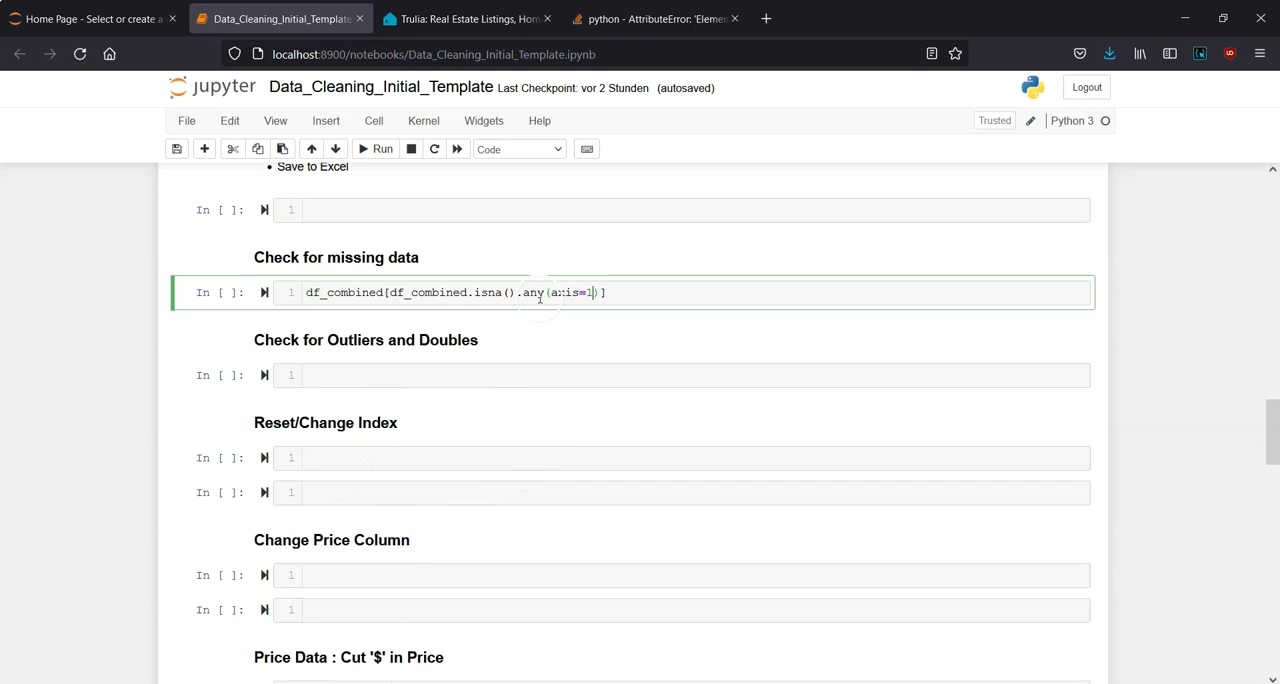 Home Page - Select or create a
Data_Cleaning_Initial_Template
Trulia: Real Estate Listings, Hom
python - AttributeError: 'Elemen
localhost:8900/notebooks/Data_Cleaning_Initial_Template.ipynb
jupyter Data_Cleaning_Initial_Template Last Checkpoint: vor 2 Stunden (autosaved)
Logout
File Edit View Insert Cell Kernel Widgets Help
Trusted Python 3
Run Code
• Save to Excel
In [ ]: 1
Check for missing data
In [ ]: 1 df_combined[df_combined.isna().any(axis=1)]
Check for Outliers and Doubles
In [ ]: 1
Reset/Change Index
In [ ]: 1
In [ ]: 1
Change Price Column
In [ ]: 1
In [ ]: 1
Price Data : Cut '$' in Price